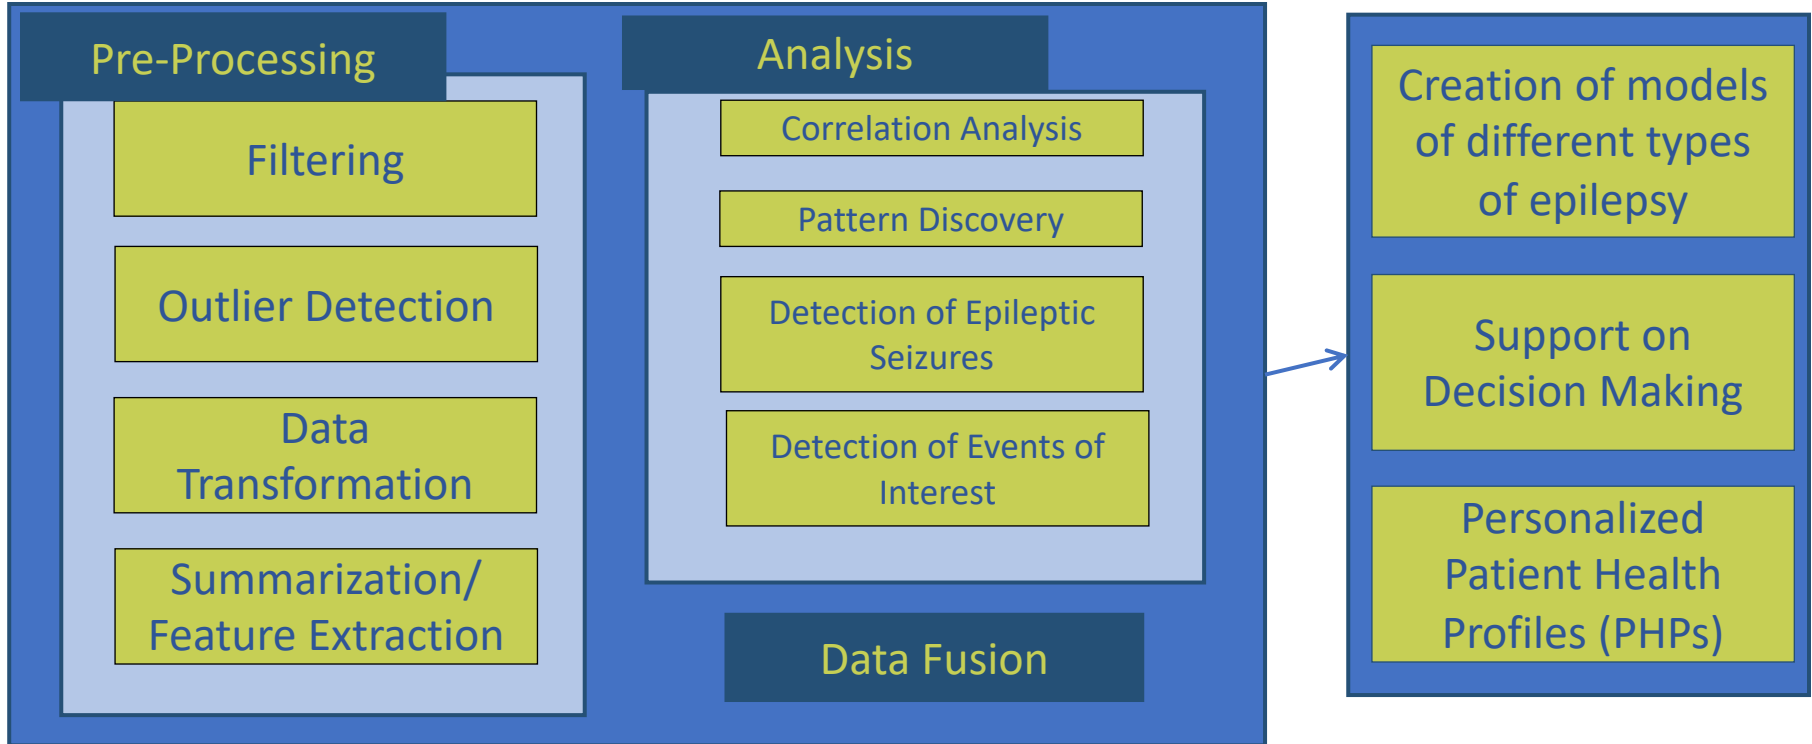 Pre-Processing
Filtering
Outlier Detection
Data
Transformation
Summarization/
Feature Extraction
Analysis
Correlation Analysis
Pattern Discovery
Detection of Epileptic
Seizures
Detection of Events of
Interest
Data Fusion
Creation of models
of different types
of epilepsy
Support on
Decision Making
Personalized
Patient Health
Profiles (PHPs)